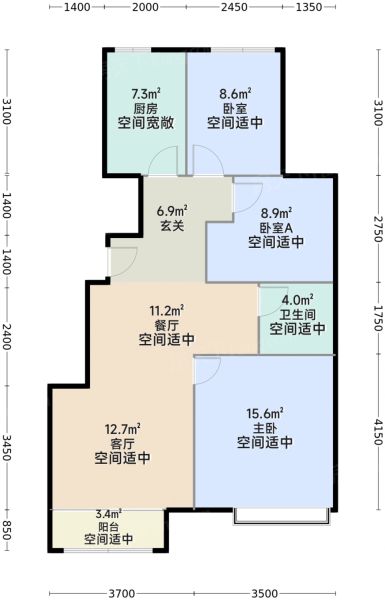 1400 2000 2450 1350
3100
1400
1400
2400
3450
850
3100
2750
1750
4150
7.3㎡
厨房
空间宽敞
8.6㎡
卧室
空间适中
6.9㎡
玄关
8.9㎡
卧室A
空间适中
11.2㎡
餐厅
空间适中
4.0㎡
卫生间
空间适中
12.7㎡
客厅
空间适中
15.6㎡
主卧
空间适中
3.4㎡
阳台
空间适中
3700 3500